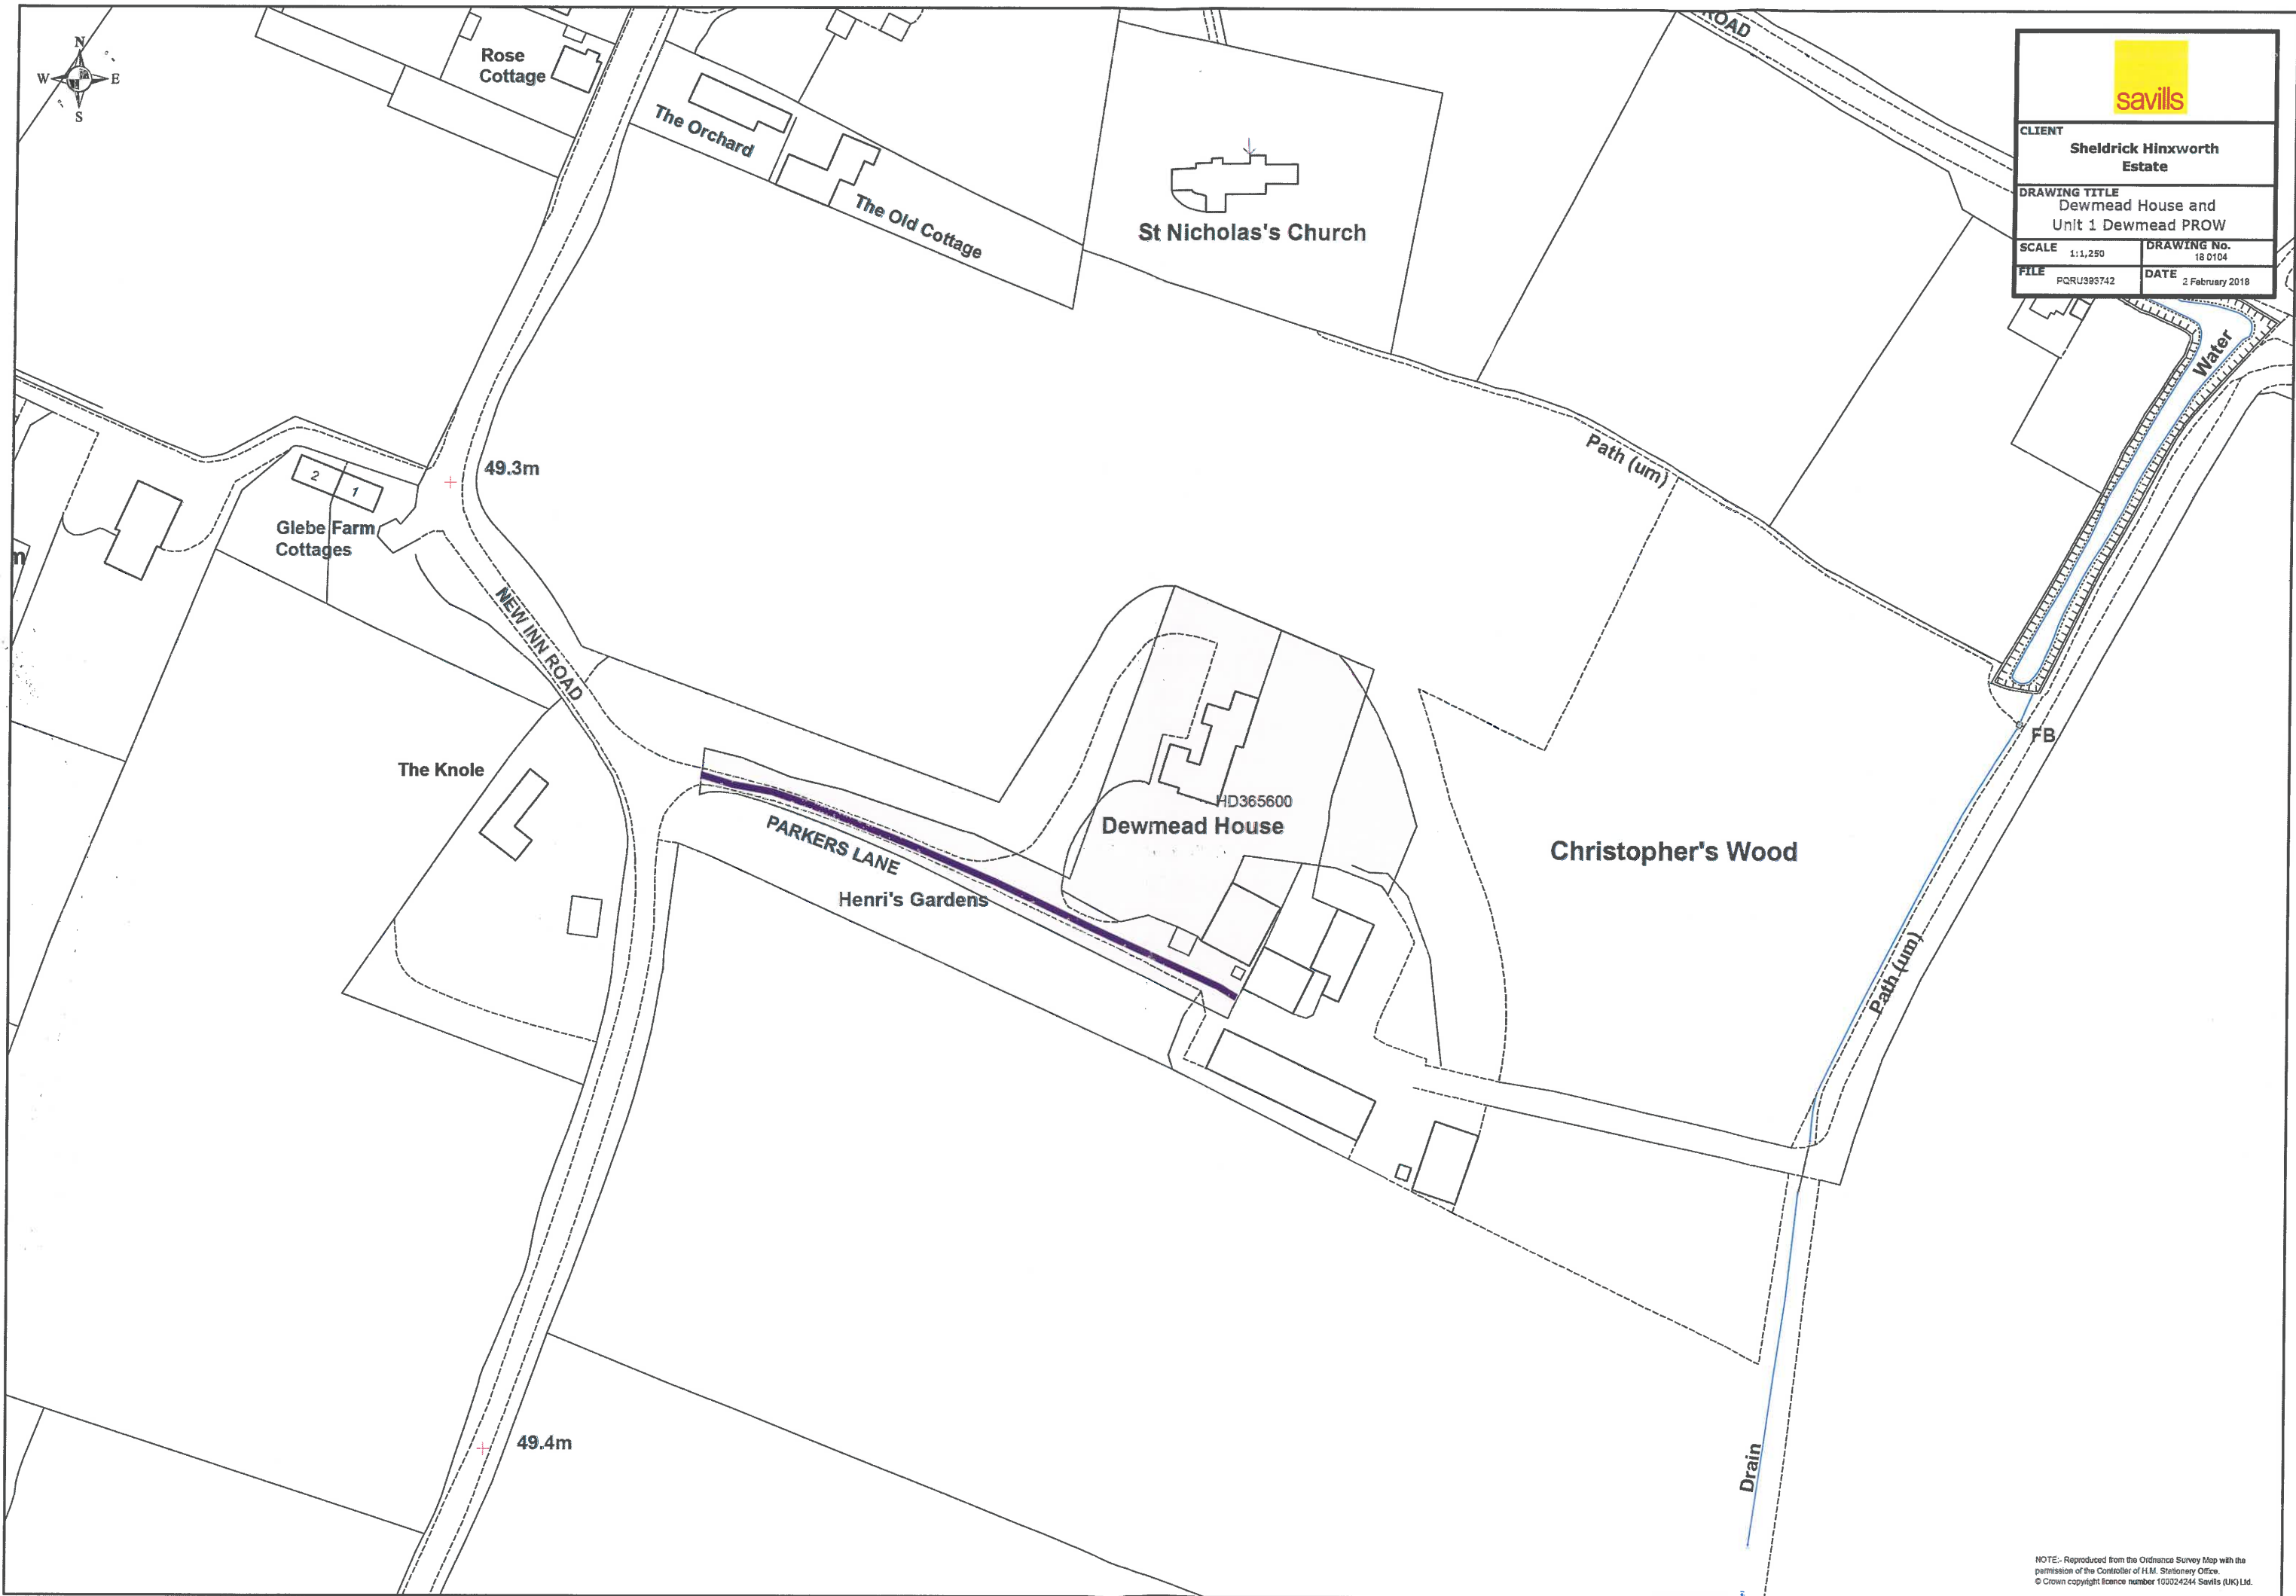 N
W E
S
Rose
Cottage
The Orchard
The Old Cottage
St Nicholas's Church
ROAD
savills
CLIENT
Sheldrick Hinxworth
Estate
DRAWING TITLE
Dewmead House and
Unit 1 Dewmead PROW
SCALE 1:1,250
DRAWING No.
18 0104
FILE PQRU393742
DATE 2 February 2018
Water
Path (um)
49.3m
2
1
Glebe Farm
Cottages
NEW INN ROAD
The Knole
PARKERS LANE
Henri's Gardens
HD365600
Dewmead House
Christopher's Wood
FB
Path (um)
49.4m
Drain
NOTE:- Reproduced from the Ordnance Survey Map with the
permission of the Controller of H.M. Stationery Office.
© Crown copyright licence number 100024244 Savills (UK) Ltd.